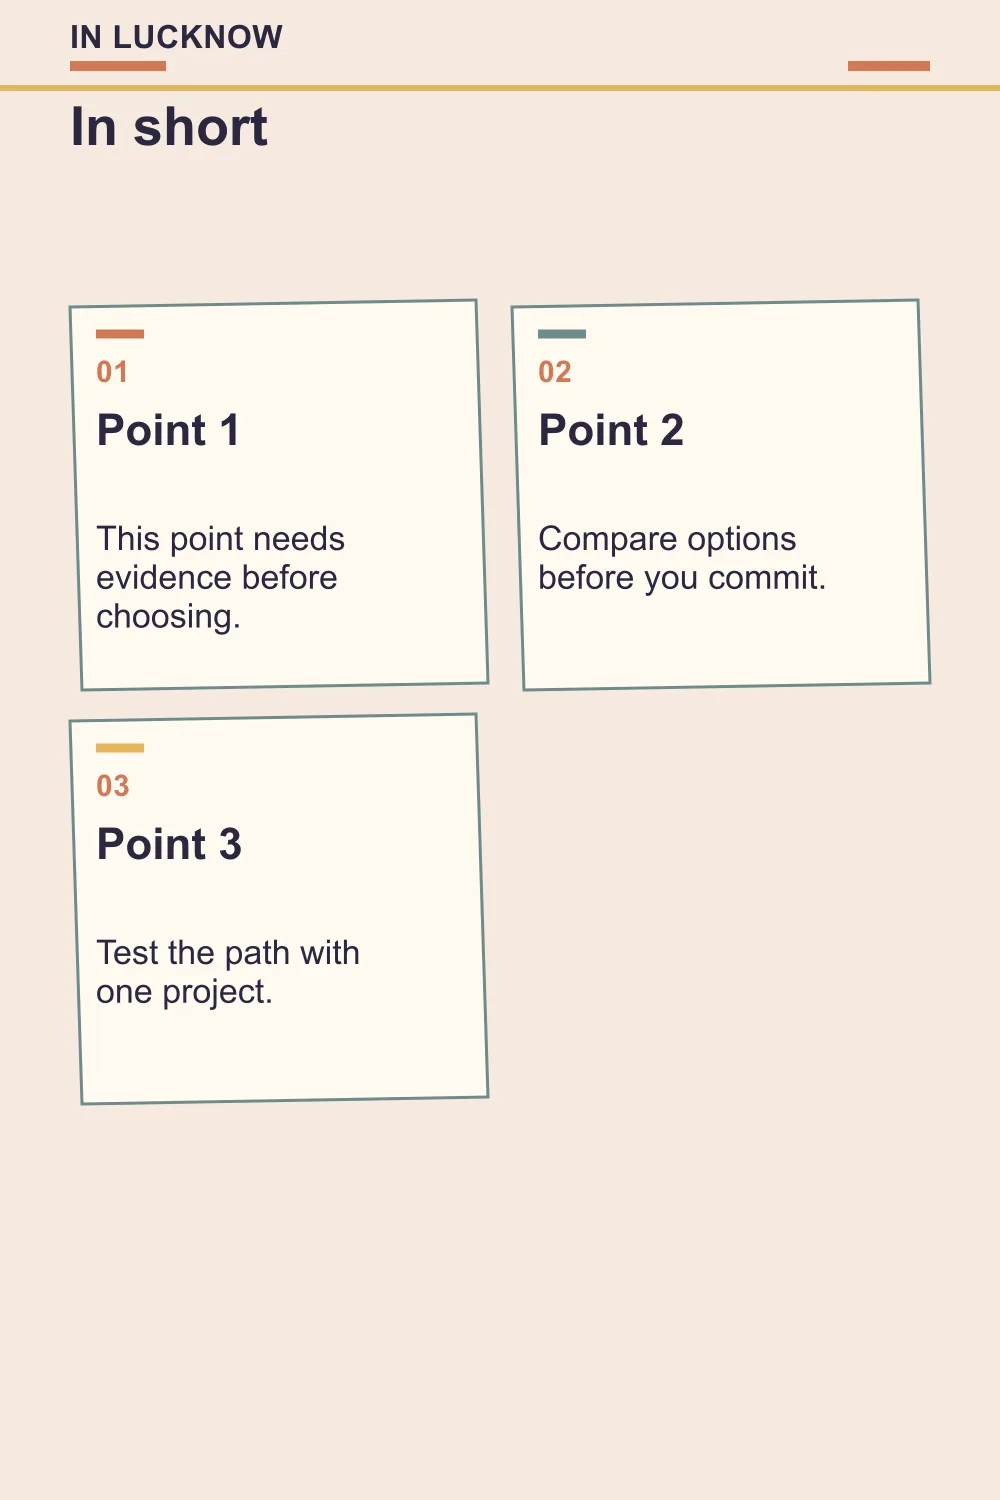 IN LUCKNOW
In short
01
Point 1
This point needs
evidence before
choosing.
02
Point 2
Compare options
before you commit.
03
Point 3
Test the path with
one project.